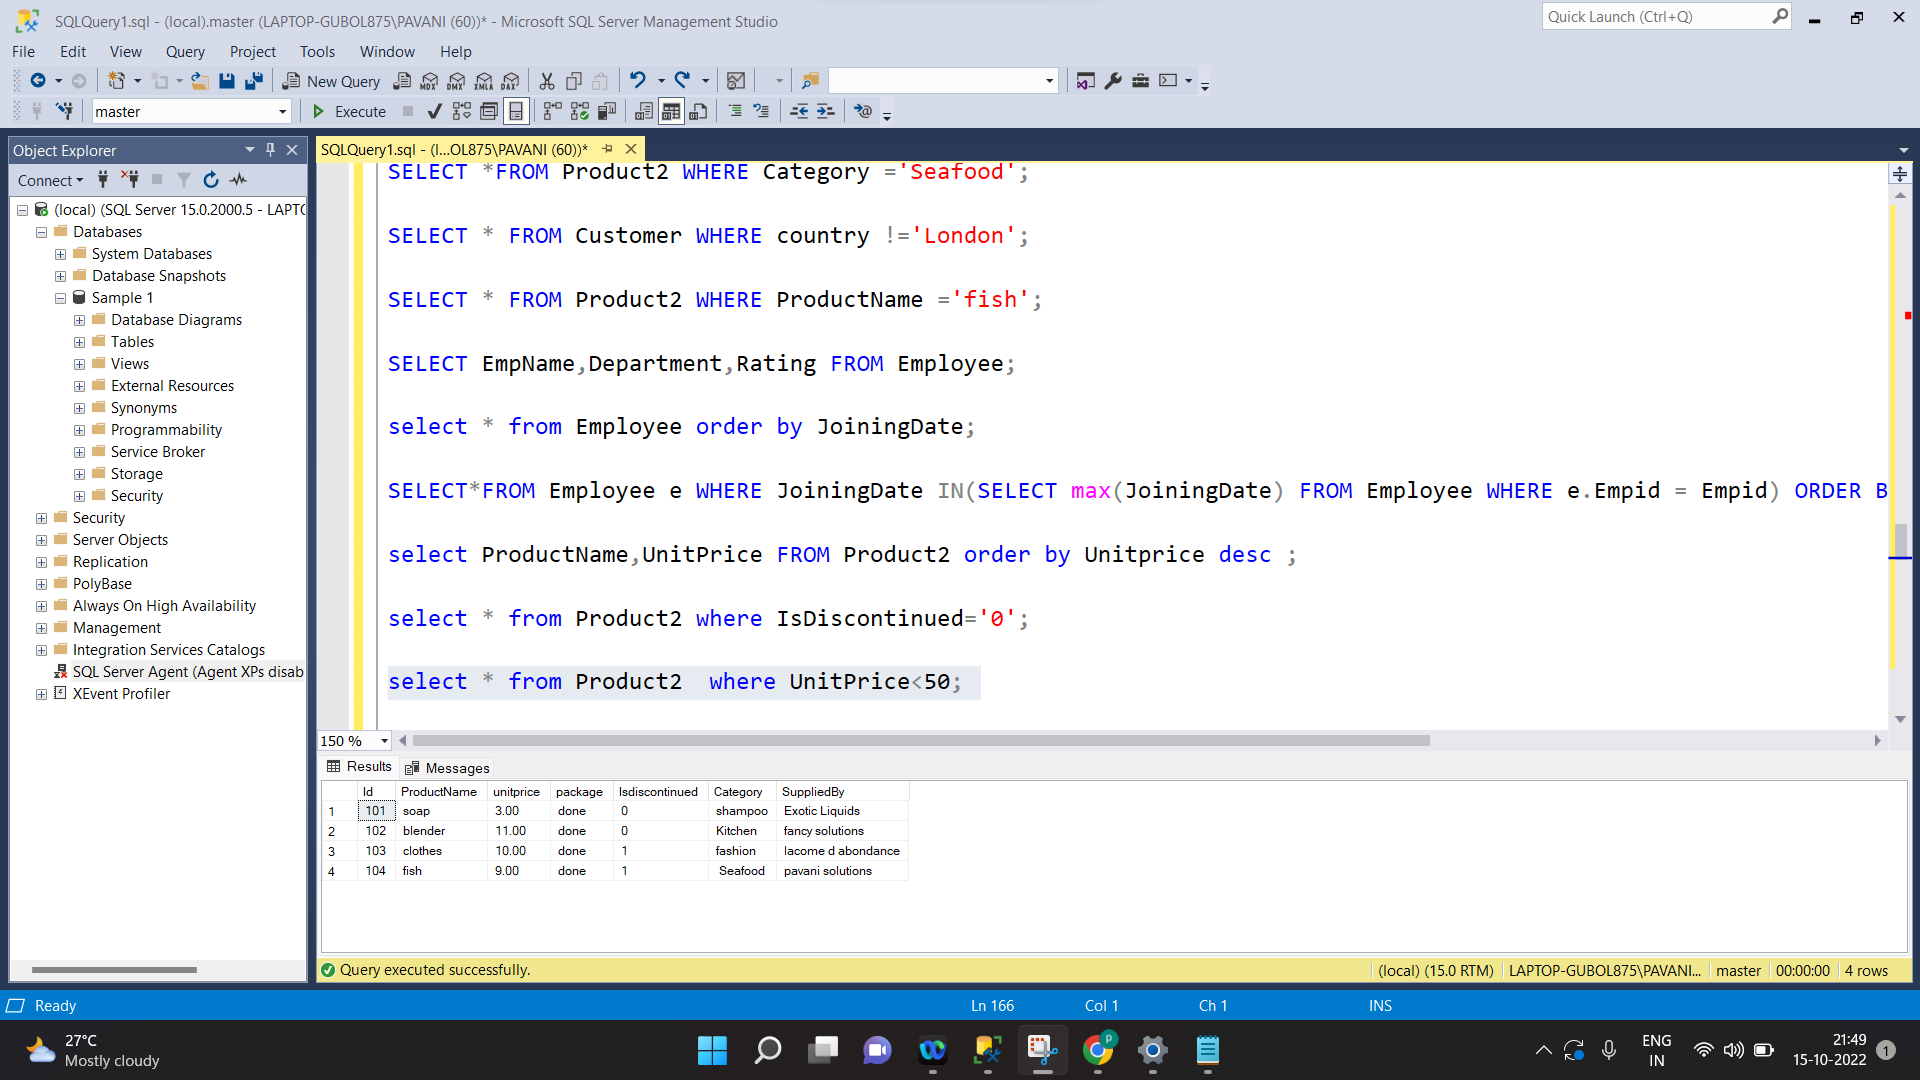 SQLQuery1.sql - (local).master (LAPTOP-GUBOL875\PAVANI (60))* - Microsoft SQL Server Management Studio
Quick Launch (Ctrl+Q)
File Edit View Query Project Tools Window Help
New Query
MDX DMX XMLA DAX
master
Execute
Object Explorer
Connect
(local) (SQL Server 15.0.2000.5 - LAPTO
Databases
System Databases
Database Snapshots
Sample 1
Database Diagrams
Tables
Views
External Resources
Synonyms
Programmability
Service Broker
Storage
Security
Security
Server Objects
Replication
PolyBase
Always On High Availability
Management
Integration Services Catalogs
SQL Server Agent (Agent XPs disab
XEvent Profiler
SQLQuery1.sql - (l...OL875\PAVANI (60))*
SELECT *FROM Product2 WHERE Category ='Seafood';
SELECT * FROM Customer WHERE country !='London';
SELECT * FROM Product2 WHERE ProductName ='fish';
SELECT EmpName,Department,Rating FROM Employee;
select * from Employee order by JoiningDate;
SELECT*FROM Employee e WHERE JoiningDate IN(SELECT max(JoiningDate) FROM Employee WHERE e.Empid = Empid) ORDER B
select ProductName,UnitPrice FROM Product2 order by Unitprice desc ;
select * from Product2 where IsDiscontinued='0';
select * from Product2  where UnitPrice<50;
150 %
Results Messages
Id ProductName unitprice package Isdiscontinued Category SuppliedBy
1 101 soap 3.00 done 0 shampoo Exotic Liquids
2 102 blender 11.00 done 0 Kitchen fancy solutions
3 103 clothes 10.00 done 1 fashion lacome d abondance
4 104 fish 9.00 done 1 Seafood pavani solutions
Query executed successfully.
(local) (15.0 RTM) LAPTOP-GUBOL875\PAVANI... master 00:00:00 4 rows
Ready Ln 166 Col 1 Ch 1 INS
27°C
Mostly cloudy
P
ENG
IN
21:49
15-10-2022
1